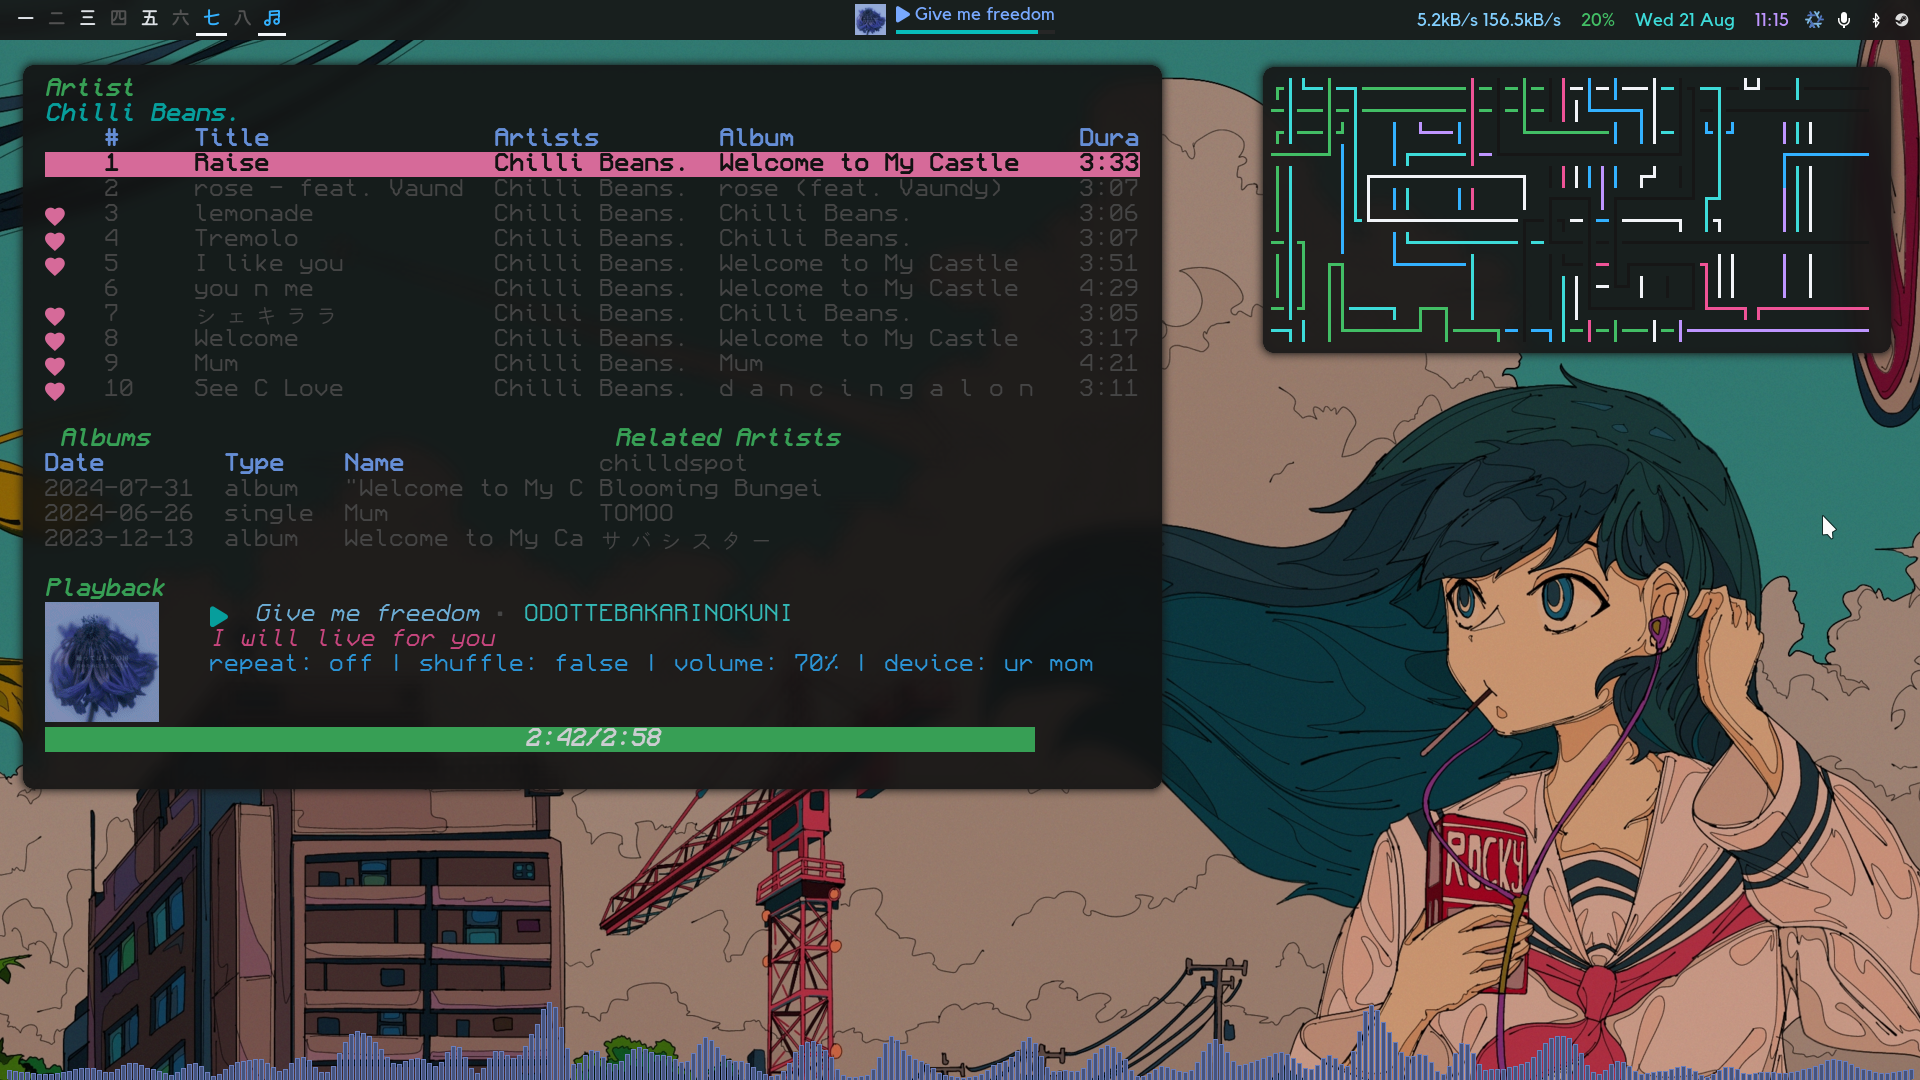 一 二 三 四 五 六 七 八 ♬
Give me freedom
5.2kB/s 156.5kB/s 20% Wed 21 Aug 11:15
Artist
Chilli Beans.
# Title Artists Album Dura
1 Raise Chilli Beans. Welcome to My Castle 3:33
2 rose - feat. Vaund Chilli Beans. rose (feat. Vaundy) 3:07
3 lemonade Chilli Beans. Chilli Beans. 3:06
4 Tremolo Chilli Beans. Chilli Beans. 3:07
5 I like you Chilli Beans. Welcome to My Castle 3:51
6 you n me Chilli Beans. Welcome to My Castle 4:29
7 シェキララ Chilli Beans. Chilli Beans. 3:05
8 Welcome Chilli Beans. Welcome to My Castle 3:17
9 Mum Chilli Beans. Mum 4:21
10 See C Love Chilli Beans. d a n c i n g a l o n 3:11
Albums
Date Type Name
2024-07-31 album "Welcome to My C
2024-06-26 single Mum
2023-12-13 album Welcome to My Ca
Related Artists
chilldspot
Blooming Bungei
TOMOO
サバシスター
Playback
Give me freedom · ODOTTEBAKARINOKUNI
I will live for you
repeat: off | shuffle: false | volume: 70% | device: ur mom
2:42/2:58
ROCKY